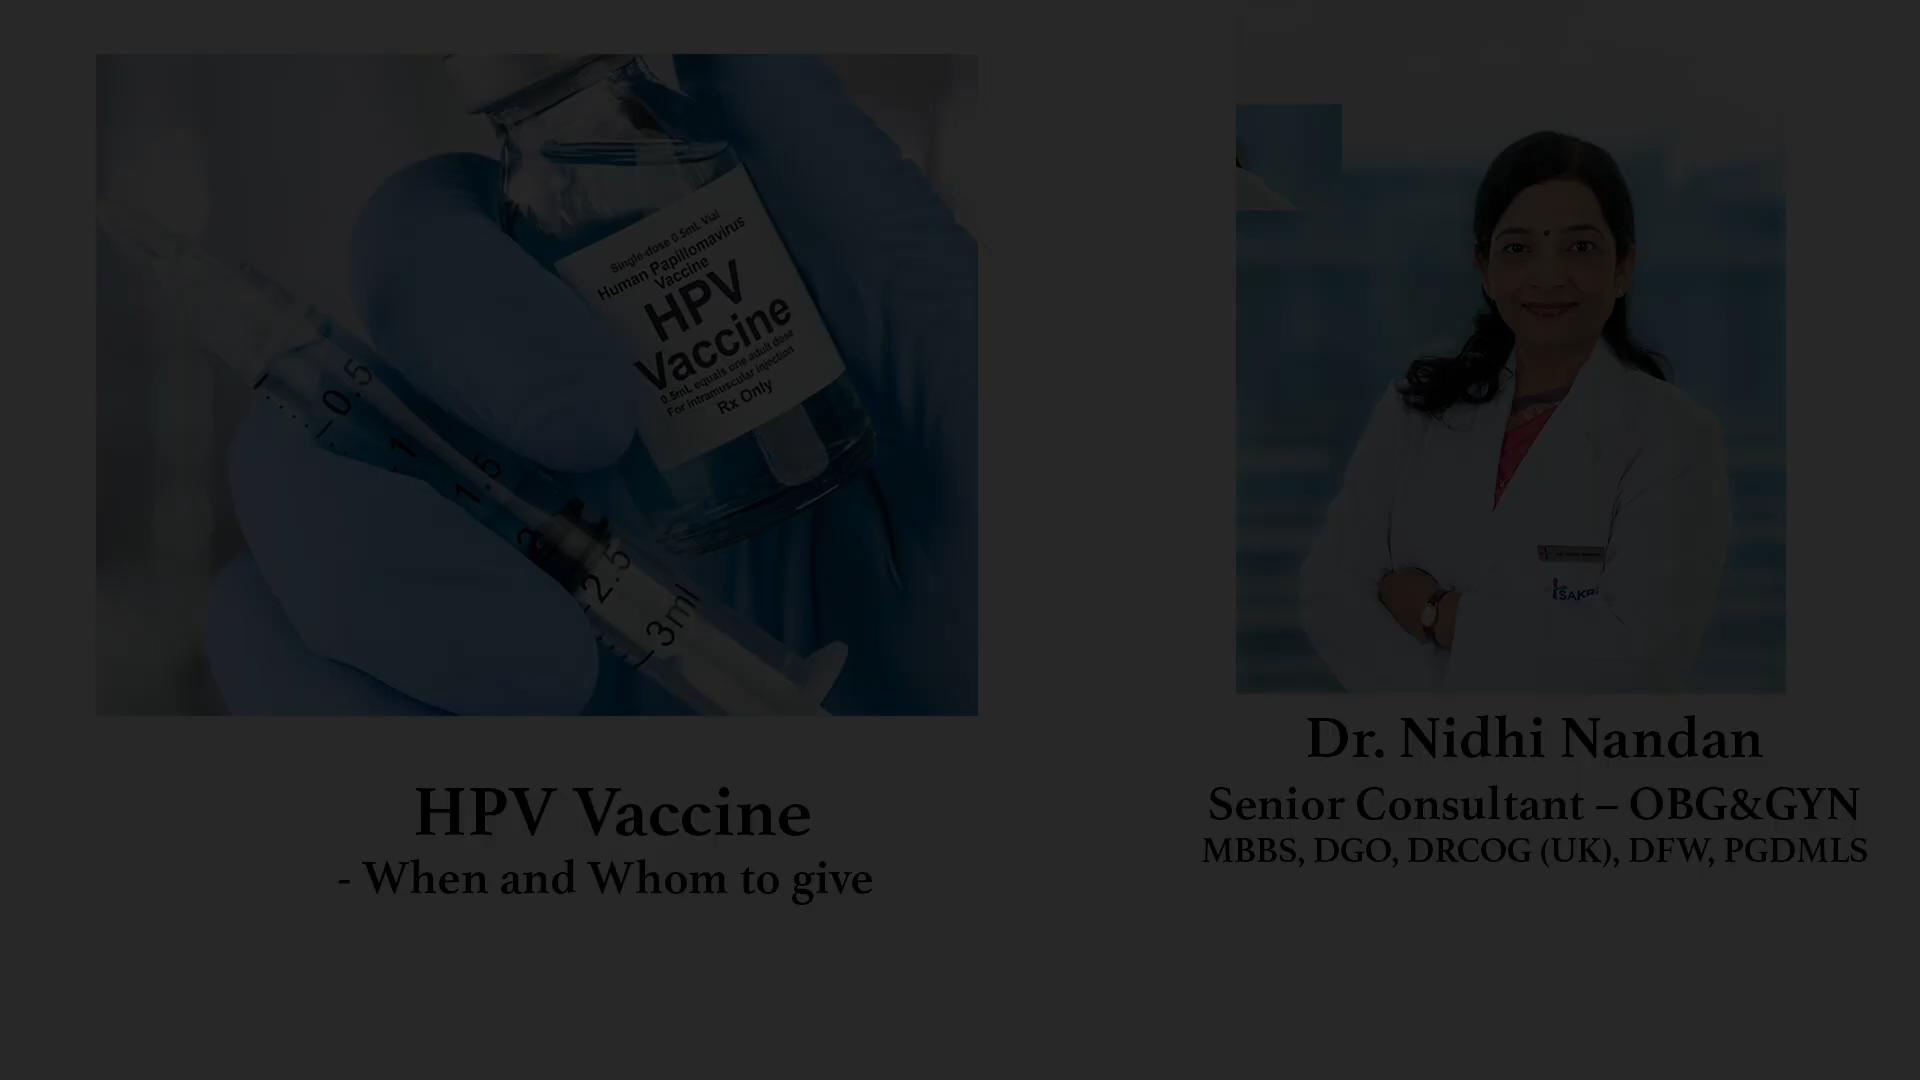 Single-dose 0.5mL Vial
Human Papillomavirus
Vaccine
HPV
Vaccine
0.5mL equals one adult dose
For intramuscular injection
Rx Only
0.5
1
1.5
2
2.5
3ml
SAKRA
HPV Vaccine
- When and Whom to give
Dr. Nidhi Nandan
Senior Consultant – OBG&GYN
MBBS, DGO, DRCOG (UK), DFW, PGDMLS